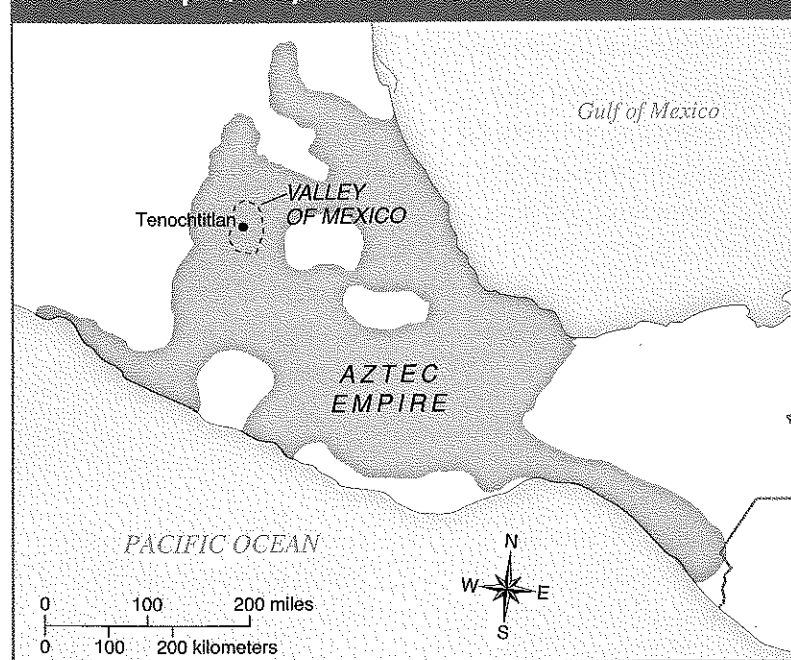 Gulf of Mexico
VALLEY
OF MEXICO
Tenochtitlan
AZTEC
EMPIRE
PACIFIC OCEAN
N
W E
S
0 100 200 miles
0 100 200 kilometers